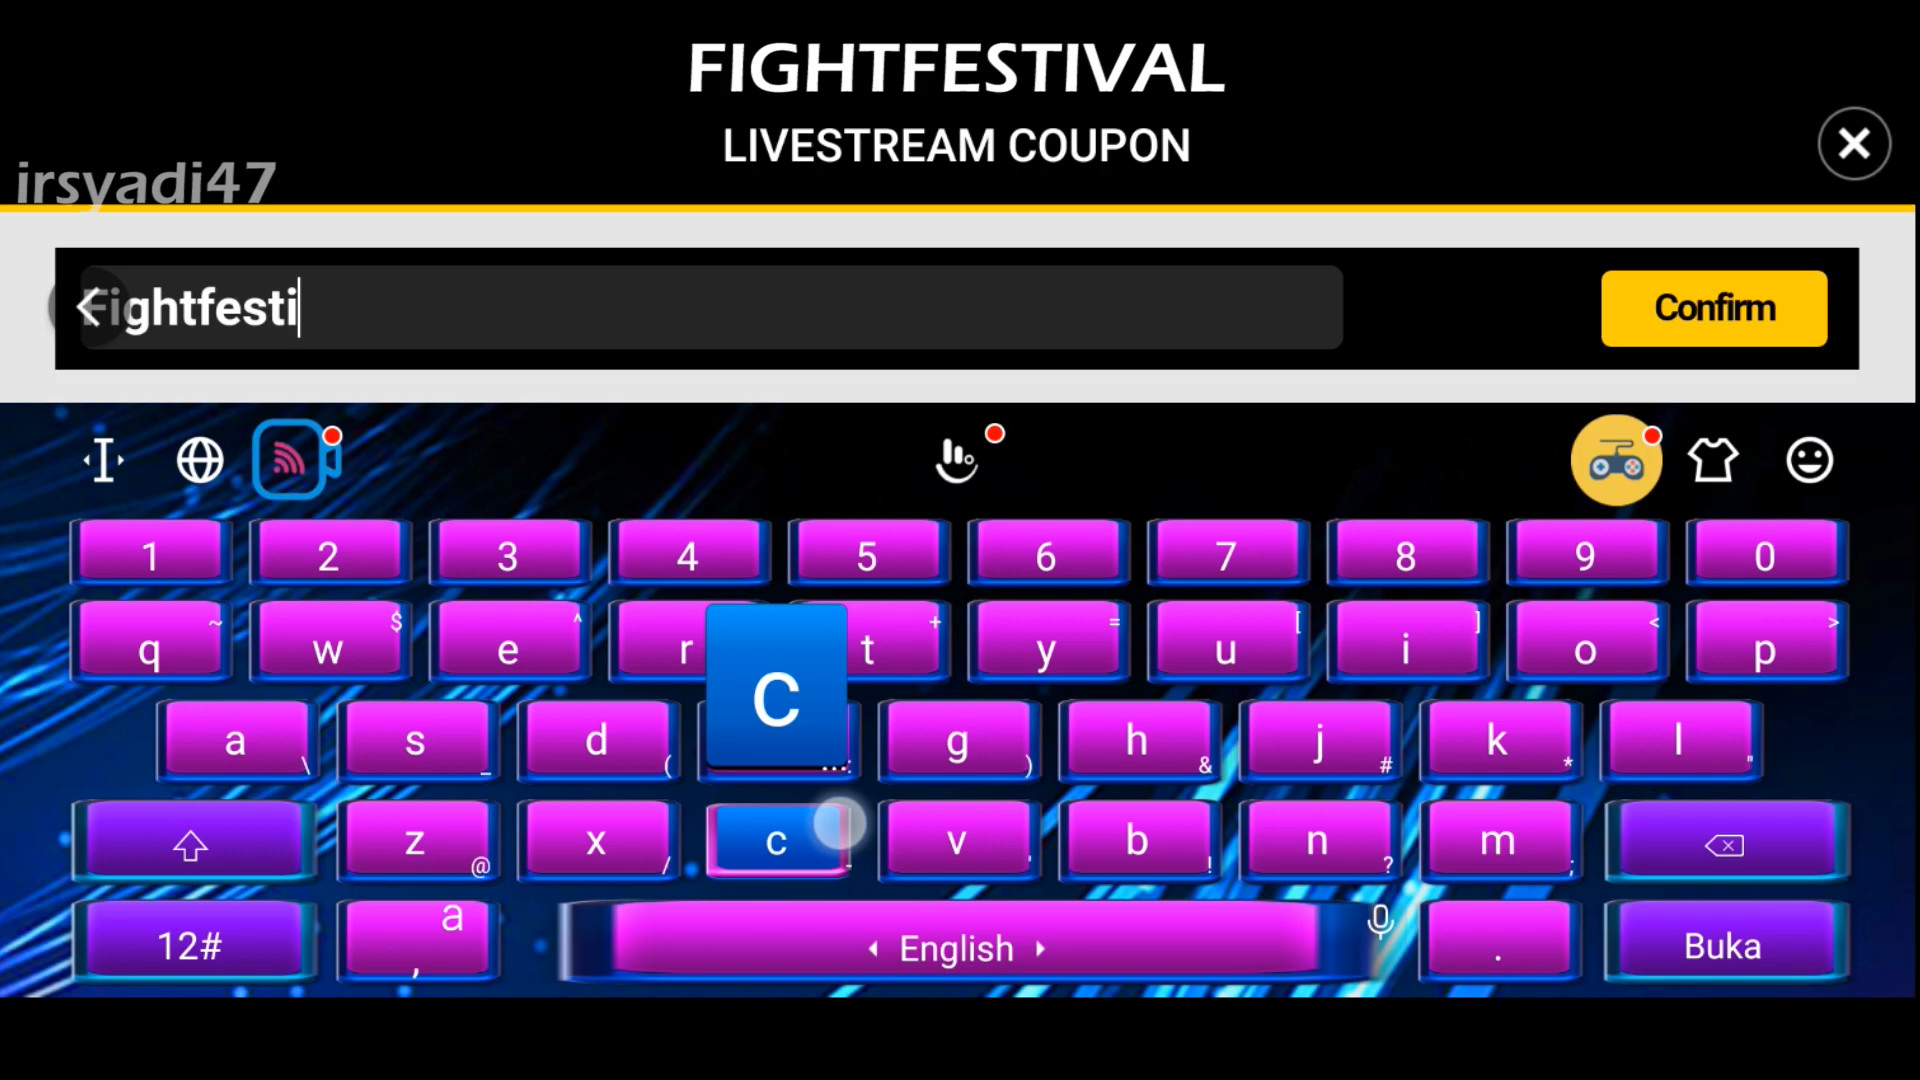 FIGHTFESTIVAL
LIVESTREAM COUPON
irsyadi47
Fightfesti
Confirm
1 2 3 4 5 6 7 8 9 0
q ~ w $ e ^ r t + y = u [ i ] o < p >
C
a \ s _ d ( : g ) h & j # k * l "
z @ x / c - v ' b ! n ? m ;
12# a , English . Buka